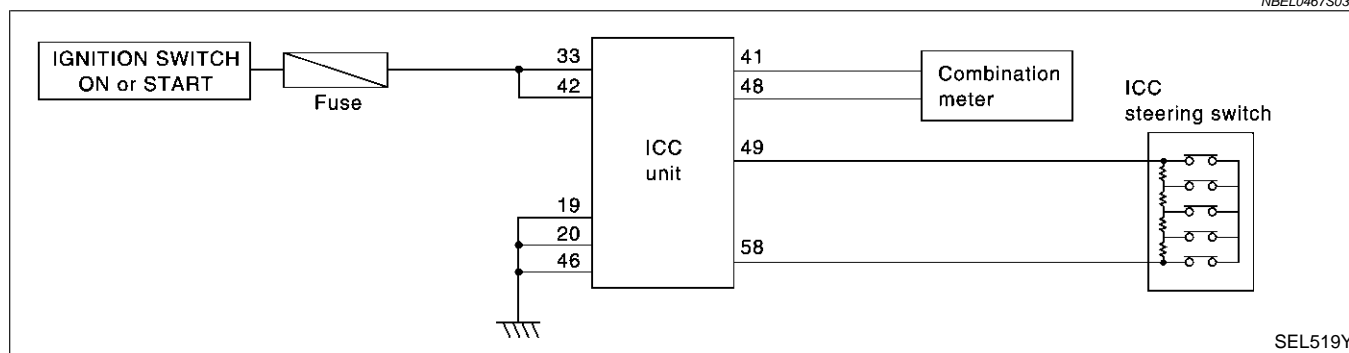 NBEL0467S03
IGNITION SWITCH
ON or START
Fuse
33
42
19
20
46
ICC
unit
41
48
49
58
Combination
meter
ICC
steering switch
SEL519Y